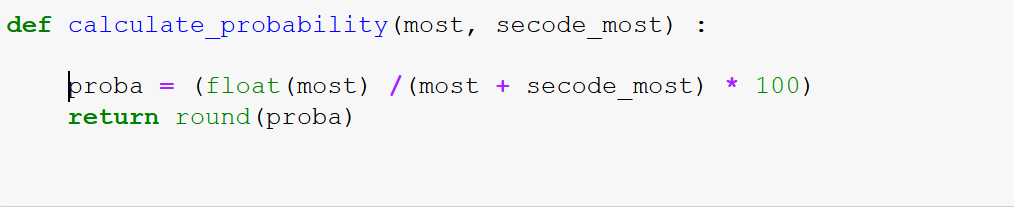 def calculate_probability(most, secode_most) :
proba = (float(most) /(most + secode_most) * 100)
return round(proba)